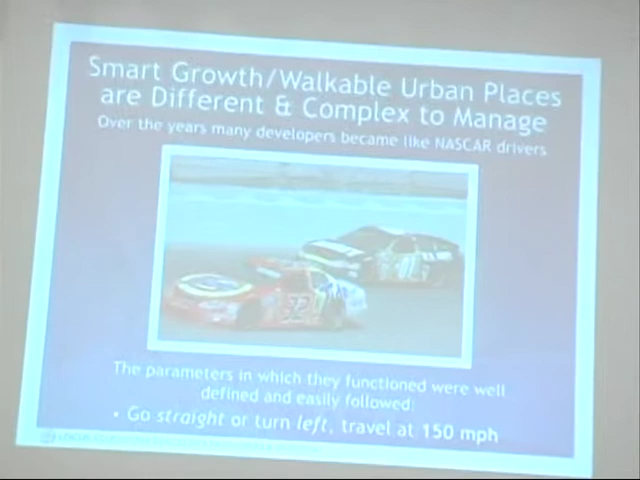 Smart Growth/Walkable Urban Places
are Different & Complex to Manage
Over the years many developers became like NASCAR drivers
32
The parameters in which they functioned were well
defined and easily followed:
• Go straight or turn left, travel at 150 mph
LOCUS